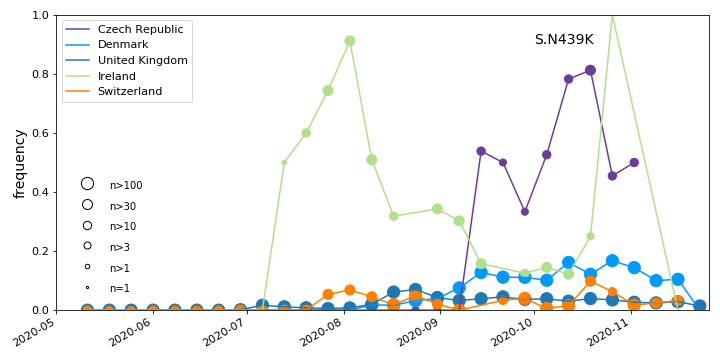 S.N439K
Czech Republic
Denmark
United Kingdom
Ireland
Switzerland
frequency
1.0
0.8
0.6
0.4
0.2
0.0
n>100
n>30
n>10
n>3
n>1
n=1
2020-05
2020-06
2020-07
2020-08
2020-09
2020-10
2020-11